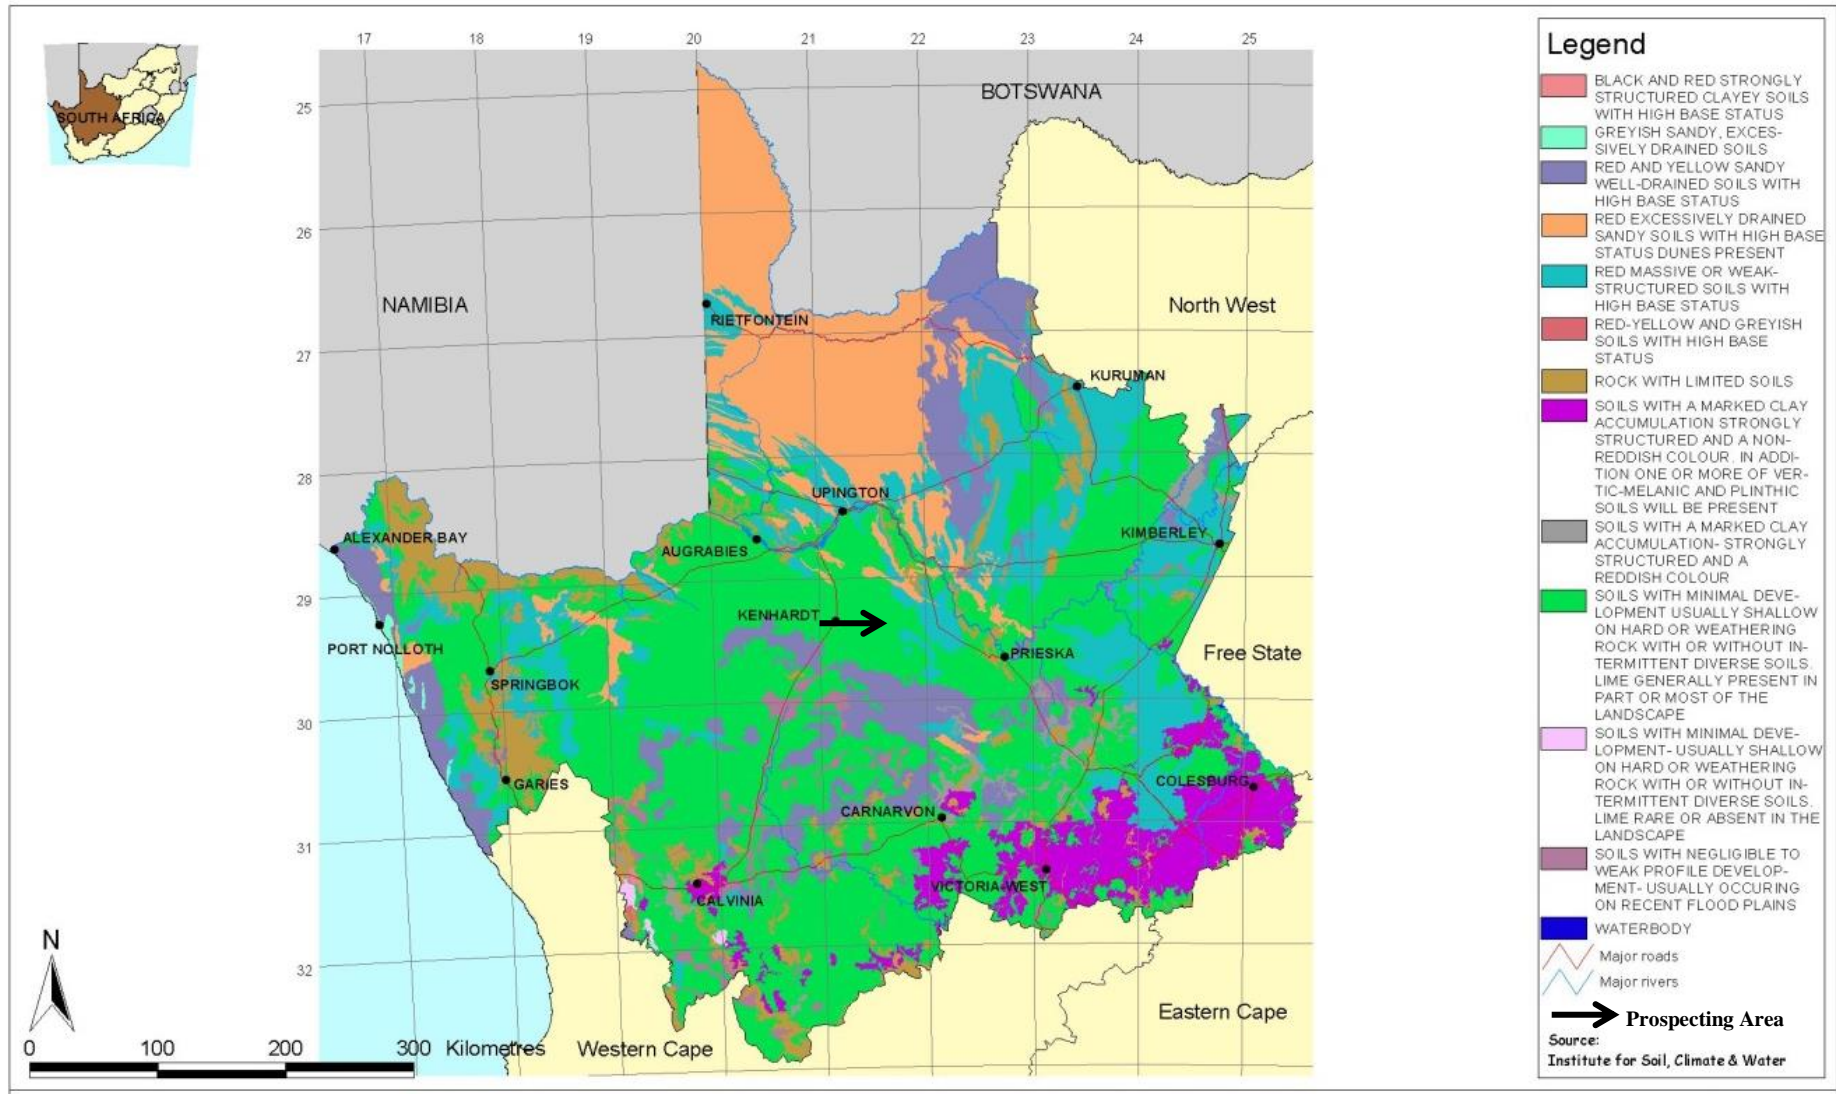 17 18 19 20 21 22 23 24 25
25
26
27
28
29
30
31
32
SOUTH AFRICA
BOTSWANA
NAMIBIA
North West
RIETFONTEIN
KURUMAN
UPINGTON
ALEXANDER BAY
AUGRABIES
KIMBERLEY
KENHARDT
PORT NOLLOTH
PRIESKA
Free State
SPRINGBOK
GARIES
COLESBURG
CARNARVON
VICTORIA-WEST
CALVINIA
Eastern Cape
Western Cape
N
0 100 200 300 Kilometres
Legend
BLACK AND RED STRONGLY
STRUCTURED CLAYEY SOILS
WITH HIGH BASE STATUS
GREYISH SANDY, EXCES-
SIVELY DRAINED SOILS
RED AND YELLOW SANDY
WELL-DRAINED SOILS WITH
HIGH BASE STATUS
RED EXCESSIVELY DRAINED
SANDY SOILS WITH HIGH BASE
STATUS DUNES PRESENT
RED MASSIVE OR WEAK-
STRUCTURED SOILS WITH
HIGH BASE STATUS
RED-YELLOW AND GREYISH
SOILS WITH HIGH BASE
STATUS
ROCK WITH LIMITED SOILS
SOILS WITH A MARKED CLAY
ACCUMULATION STRONGLY
STRUCTURED AND A NON-
REDDISH COLOUR. IN ADDI-
TION ONE OR MORE OF VER-
TIC-MELANIC AND PLINTHIC
SOILS WILL BE PRESENT
SOILS WITH A MARKED CLAY
ACCUMULATION- STRONGLY
STRUCTURED AND A
REDDISH COLOUR
SOILS WITH MINIMAL DEVE-
LOPMENT USUALLY SHALLOW
ON HARD OR WEATHERING
ROCK WITH OR WITHOUT IN-
TERMITTENT DIVERSE SOILS.
LIME GENERALLY PRESENT IN
PART OR MOST OF THE
LANDSCAPE
SOILS WITH MINIMAL DEVE-
LOPMENT- USUALLY SHALLOW
ON HARD OR WEATHERING
ROCK WITH OR WITHOUT IN-
TERMITTENT DIVERSE SOILS.
LIME RARE OR ABSENT IN THE
LANDSCAPE
SOILS WITH NEGLIGIBLE TO
WEAK PROFILE DEVELOP-
MENT- USUALLY OCCURING
ON RECENT FLOOD PLAINS
WATERBODY
Major roads
Major rivers
Prospecting Area
Source:
Institute for Soil, Climate & Water